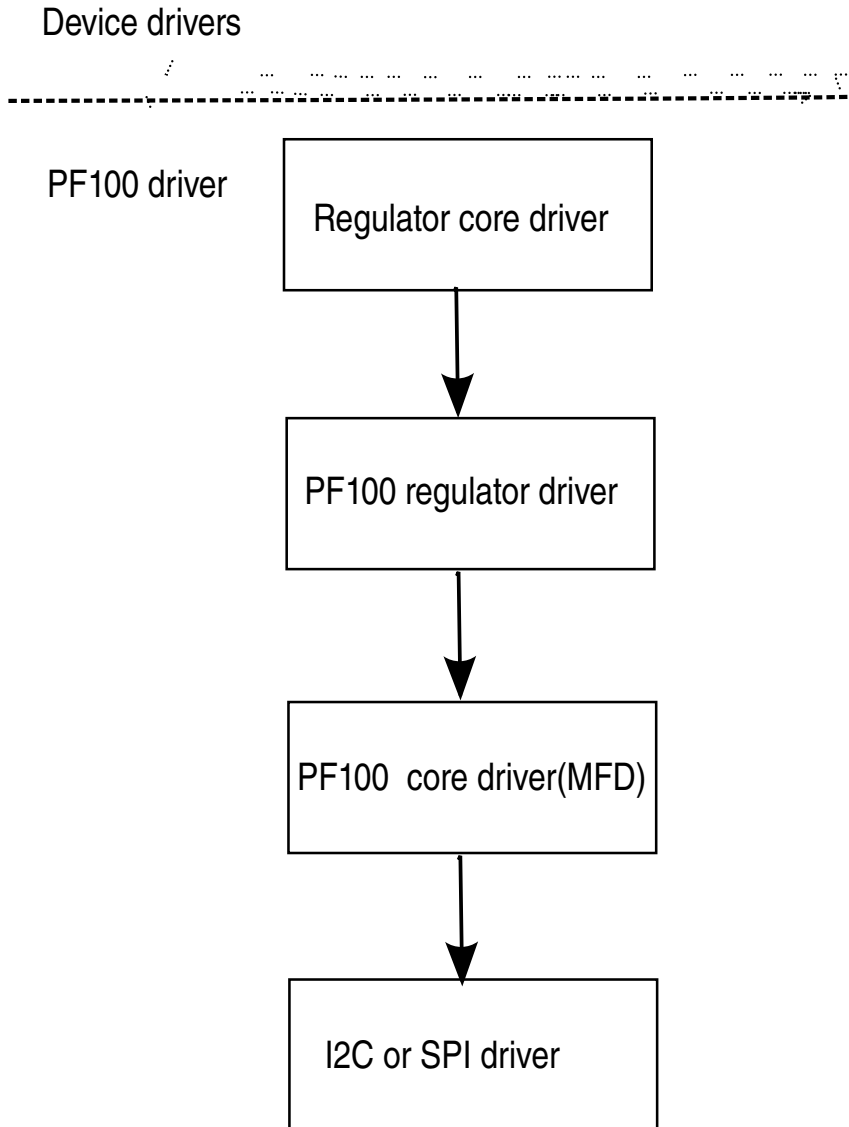 Device drivers
PF100 driver
Regulator core driver
PF100 regulator driver
PF100 core driver(MFD)
I2C or SPI driver